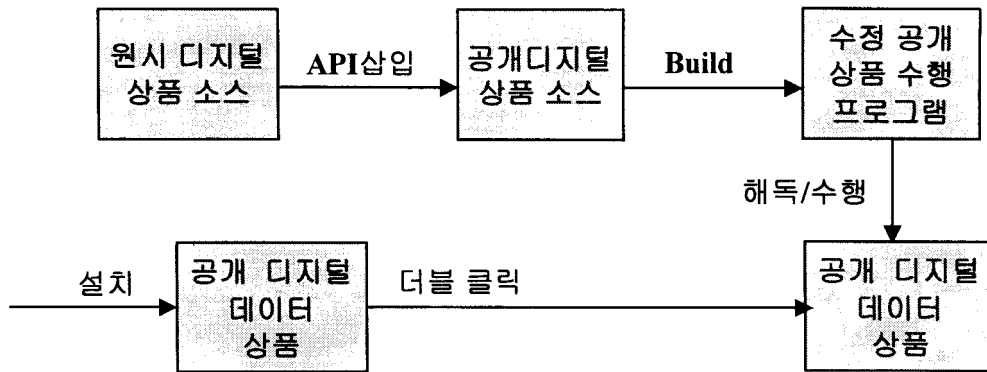 원시 디지털
상품 소스
API삽입
공개디지털
상품 소스
Build
수정 공개
상품 수행
프로그램
해독/수행
설치
공개 디지털
데이터
상품
더블 클릭
공개 디지털
데이터
상품